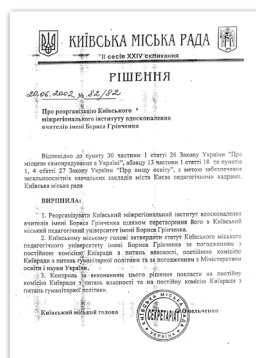 КИЇВСЬКА МІСЬКА РАДА
II сесія XXIV скликання
РІШЕННЯ
20.06.2002 № 82/82
Про реорганізацію Київського
міжрегіонального інституту вдосконалення
вчителів імені Бориса Грінченка
Відповідно до пункту 30 частини 1 статті 26 Закону України "Про
місцеве самоврядування в Україні", абзацу 13 частини 1 статті 18 та пунктів
1, 4 статті 27 Закону України "Про вищу освіту", з метою забезпечення
загальноосвітніх навчальних закладів міста Києва педагогічними кадрами,
Київська міська рада
ВИРІШИЛА:
1. Реорганізувати Київський міжрегіональний інститут вдосконалення
вчителів імені Бориса Грінченка шляхом перетворення його в Київський
міський педагогічний університет імені Бориса Грінченка.
2. Київському міському голові затвердити статут Київського міського
педагогічного університету імені Бориса Грінченка за погодженням з
постійною комісією Київради з питань власності, постійною комісією
Київради з питань гуманітарної політики та за погодженням з Міністерством
освіти і науки України.
3. Контроль за виконанням цього рішення покласти на постійну
комісію Київради з питань власності та на постійну комісію Київради з
питань гуманітарної політики.
Київський міський голова Омельченко
СЕКРЕТАРІАТ